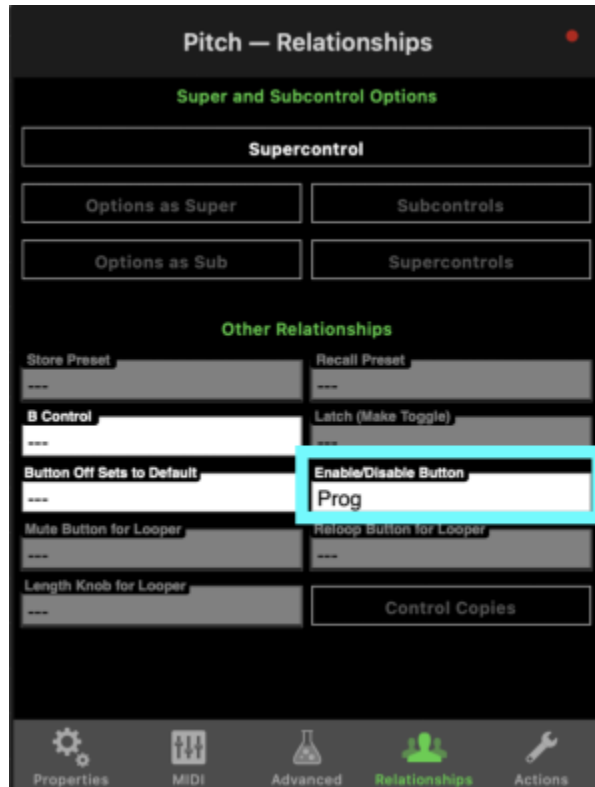 Pitch — Relationships
Super and Subcontrol Options
Supercontrol
Options as Super
Subcontrols
Options as Sub
Supercontrols
Other Relationships
Store Preset
---
Recall Preset
---
B Control
---
Latch (Make Toggle)
---
Button Off Sets to Default
---
Enable/Disable Button
Prog
Mute Button for Looper
---
Reloop Button for Looper
---
Length Knob for Looper
---
Control Copies
Properties
MIDI
Advanced
Relationships
Actions